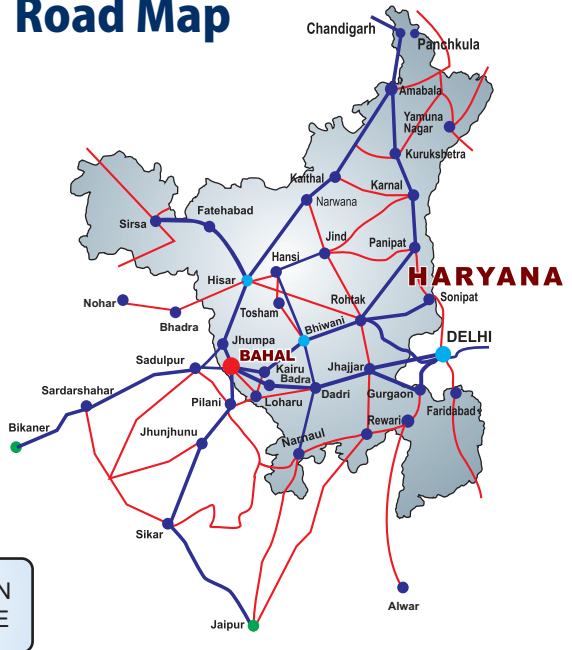 Road Map
Chandigarh
Panchkula
Amabala
Yamuna
Nagar
Kurukshetra
Kaithal
Karnal
Narwana
Sirsa
Fatehabad
Jind
Panipat
Hansi
HARYANA
Hisar
Nohar
Tosham
Rohtak
Sonipat
Bhadra
Bhiwani
Jhumpa
DELHI
Sadulpur
BAHAL
Kairu
Jhajjar
Badra
Sardarshahar
Pilani
Loharu
Dadri
Gurgaon
Faridabad
Bikaner
Jhunjhunu
Narnaul
Rewari
Sikar
N
E
Alwar
Jaipur